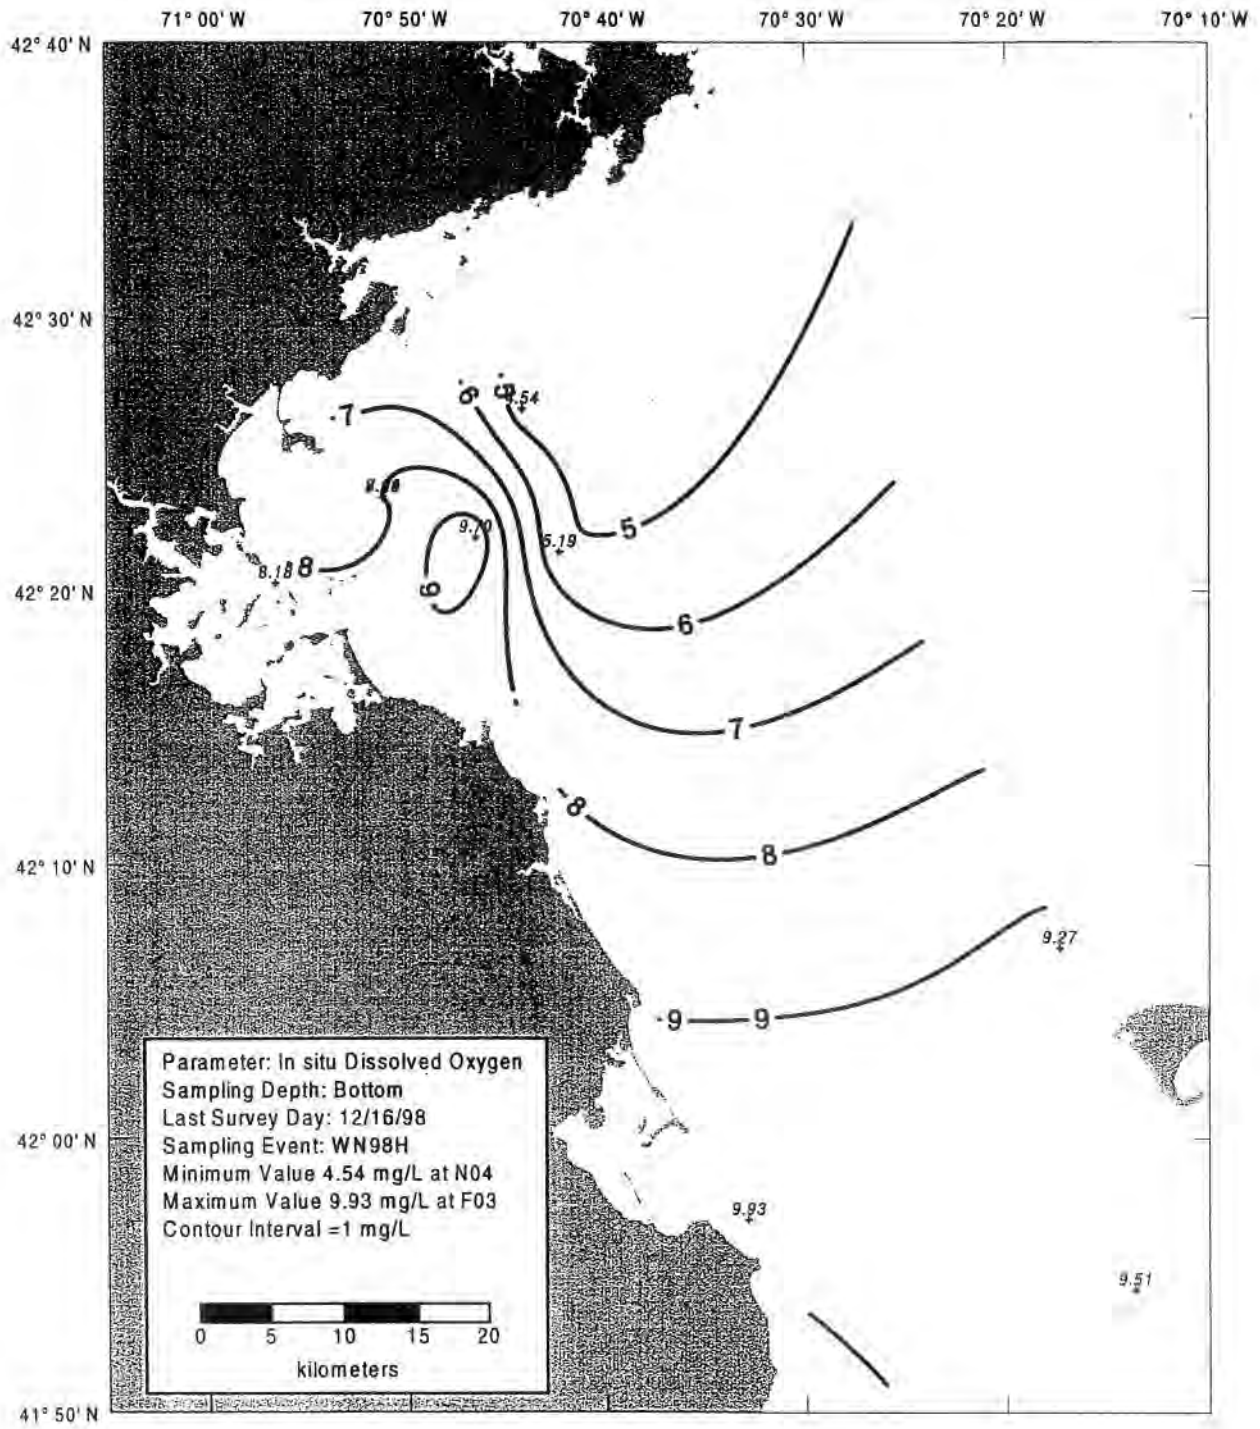 71° 00' W 70° 50' W 70° 40' W 70° 30' W 70° 20' W 70° 10' W
42° 40' N
42° 30' N
6 5
4.54
7
5
9.70
5.19
8.18 8
42° 20' N
9
6
7
8
8
42° 10' N
9.27
9 9
Parameter: In situ Dissolved Oxygen
Sampling Depth: Bottom
Last Survey Day: 12/16/98
42° 00' N
Sampling Event: WN98H
Minimum Value 4.54 mg/L at N04
Maximum Value 9.93 mg/L at F03
9.93
Contour Interval =1 mg/L
9.51
0 5 10 15 20
kilometers
41° 50' N